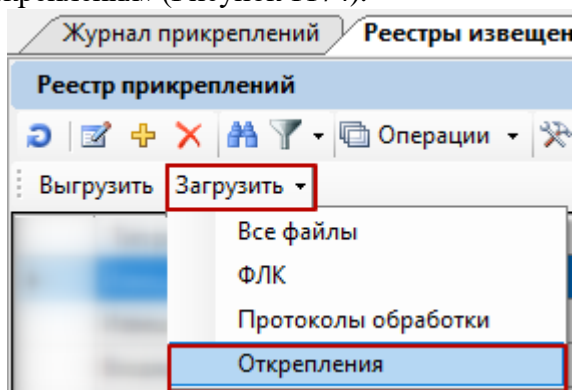 Журнал прикреплений Реестры извещен
Реестр прикреплений
Операции
Выгрузить Загрузить
Все файлы
ФЛК
Протоколы обработки
Открепления